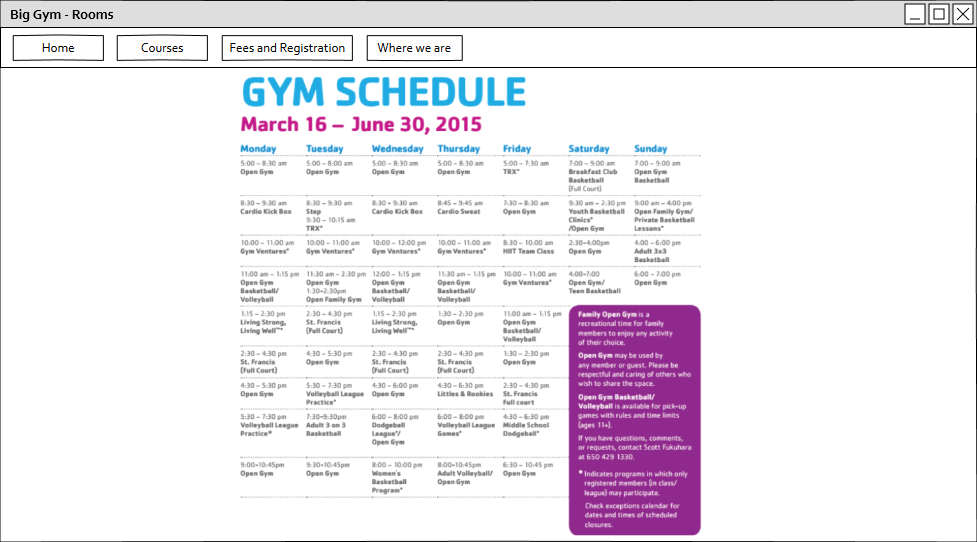 Big Gym - Rooms
Home
Courses
Fees and Registration
Where we are
GYM SCHEDULE
March 16 – June 30, 2015
Monday
Tuesday
Wednesday
Thursday
Friday
Saturday
Sunday
5:00 – 8:30 am
Open Gym
5:00 – 8:00 am
Open Gym
5:00 – 8:30 am
Open Gym
5:00 – 8:30 am
Open Gym
5:00 – 7:30 am
TRX*
7:00 – 9:00 am
Breakfast Club
Basketball
(Full Court)
7:00 – 9:00 am
Open Gym
Basketball
8:30 – 9:30 am
Cardio Kick Box
8:30 – 9:30 am
Step
9:30 – 10:15 am
TRX*
8:30 – 9:30 am
Cardio Kick Box
8:45 – 9:45 am
Cardio Sweat
7:30 – 8:30 am
Open Gym
9:30 am – 2:30 pm
Youth Basketball
Clinics*
/Open Gym
9:00 am – 4:00 pm
Open Family Gym/
Private Basketball
Lessons*
10:00 – 11:00 am
Gym Ventures*
10:00 – 11:00 am
Gym Ventures*
10:00 – 12:00 pm
Gym Ventures*
10:00 – 11:00 am
Gym Ventures*
8:30 – 10:00 am
HIIT Team Class
2:30-4:00pm
Open Gym
4:00 – 6:00 pm
Adult 3x3
Basketball
11:00 am – 1:15 pm
Open Gym
Basketball/
Volleyball
11:30 am – 2:30 pm
Open Gym
1:30-2:30pm
Open Family Gym
12:00 – 1:15 pm
Open Gym
Basketball/
Volleyball
11:30 am – 1:15 pm
Open Gym
Basketball/
Volleyball
10:00 – 11:00 am
Gym Ventures*
4:00-7:00
Open Gym/
Teen Basketball
6:00 – 7:00 pm
Open Gym
1:15 – 2:30 pm
Living Strong,
Living Well™*
2:30 – 4:30 pm
St. Francis
(Full Court)
1:15 – 2:30 pm
Living Strong,
Living Well™*
1:30 – 2:30 pm
Open Gym
11:00 am – 1:15 pm
Open Gym
Basketball/
Volleyball
2:30 – 4:30 pm
St. Francis
(Full Court)
4:30 – 5:30 pm
Open Gym
2:30 – 4:30 pm
St. Francis
(Full Court)
2:30 – 4:30 pm
St. Francis
(Full Court)
1:30 – 2:30 pm
Open Gym
4:30 – 5:30 pm
Open Gym
5:30 – 7:30 pm
Volleyball League
Practice*
4:30 – 6:00 pm
Open Gym
4:30 – 6:30 pm
Littles & Rookies
2:30 – 4:30 pm
St. Francis
Full court
5:30 – 7:30 pm
Volleyball League
Practice*
7:30-9:30pm
Adult 3 on 3
Basketball
6:00 – 8:00 pm
Dodgeball
League*/
Open Gym
6:00 – 8:00 pm
Volleyball League
Games*
4:30 – 6:30 pm
Middle School
Dodgeball*
9:00-10:45pm
Open Gym
9:30-10:45pm
Open Gym
8:00 – 10:00 pm
Women's
Basketball
Program*
8:00-10:45pm
Adult Volleyball/
Open Gym
6:30 – 10:45 pm
Open Gym
Family Open Gym is a
recreational time for family
members to enjoy any activity
of their choice.
Open Gym may be used by
any member or guest. Please be
respectful and caring of others who
wish to share the space.
Open Gym Basketball/
Volleyball is available for pick-up
games with rules and time limits
(ages 11+).
If you have questions, comments,
or requests, contact Scott Fukuhara
at 650 429 1330.
* Indicates programs in which only
registered members (in class/
league) may participate.
Check exceptions calendar for
dates and times of scheduled
closures.